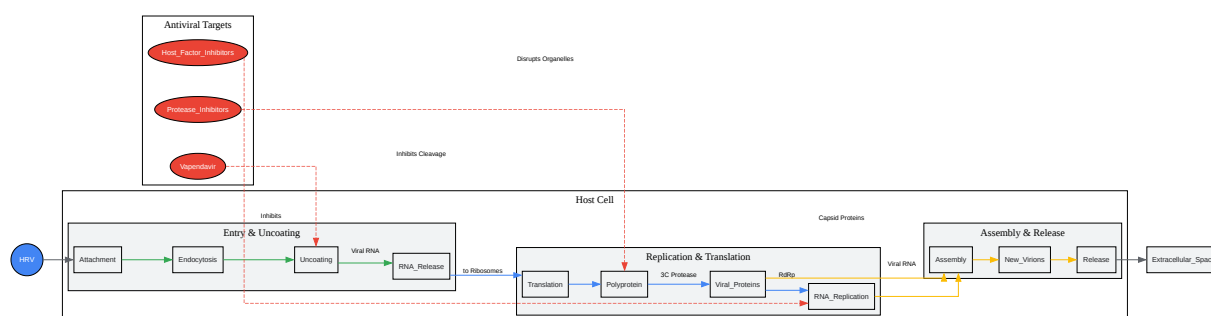 Antiviral Targets
Host_Factor_Inhibitors
Disrupts Organelles
Protease_Inhibitors
Inhibits Cleavage
Vapendavir
Host Cell
Inhibits
Capsid Proteins
Entry & Uncoating
Assembly & Release
HRV
Attachment
Endocytosis
Uncoating
Viral RNA
RNA_Release
to Ribosomes
Replication & Translation
Translation
Polyprotein
3C Protease
Viral_Proteins
RdRp
RNA_Replication
Viral RNA
Assembly
New_Virions
Release
Extracellular_Spac